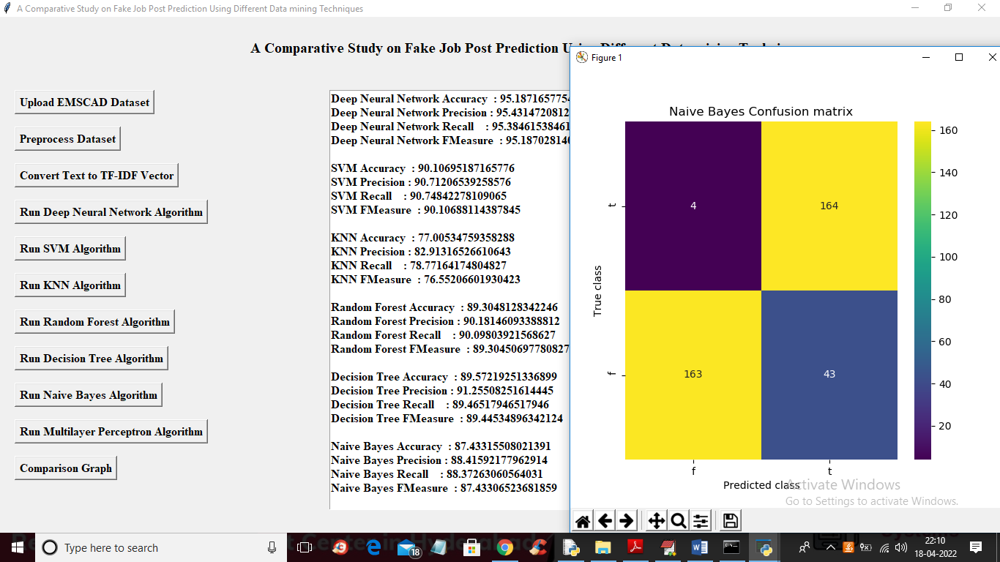 A Comparative Study on Fake Job Post Prediction Using Different Data mining Techniques
A Comparative Study on Fake Job Post Prediction
Upload EMSCAD Dataset
Preprocess Dataset
Convert Text to TF-IDF Vector
Run Deep Neural Network Algorithm
Run SVM Algorithm
Run KNN Algorithm
Run Random Forest Algorithm
Run Decision Tree Algorithm
Run Naive Bayes Algorithm
Run Multilayer Perceptron Algorithm
Comparison Graph
Deep Neural Network Accuracy : 95.1871657754
Deep Neural Network Precision : 95.4314720812
Deep Neural Network Recall : 95.38461538461
Deep Neural Network FMeasure : 95.187028140
SVM Accuracy : 90.10695187165776
SVM Precision : 90.71206539258576
SVM Recall : 90.74842278109065
SVM FMeasure : 90.10688114387845
KNN Accuracy : 77.00534759358288
KNN Precision : 82.91316526610643
KNN Recall : 78.77164174804827
KNN FMeasure : 76.55206601930423
Random Forest Accuracy : 89.3048128342246
Random Forest Precision : 90.18146093388812
Random Forest Recall : 90.09803921568627
Random Forest FMeasure : 89.30450697780827
Decision Tree Accuracy : 89.57219251336899
Decision Tree Precision : 91.25508251614445
Decision Tree Recall : 89.46517946517946
Decision Tree FMeasure : 89.44534896342124
Naive Bayes Accuracy : 87.43315508021391
Naive Bayes Precision : 88.41592177962914
Naive Bayes Recall : 88.37263060564031
Naive Bayes FMeasure : 87.43306523681859
Figure 1
Naive Bayes Confusion matrix
True class
t
4
164
f
163
43
f
t
Predicted class
160
140
120
100
80
60
40
20
Activate Windows
Go to Settings to activate Windows.
Type here to search
18
22:10
18-04-2022